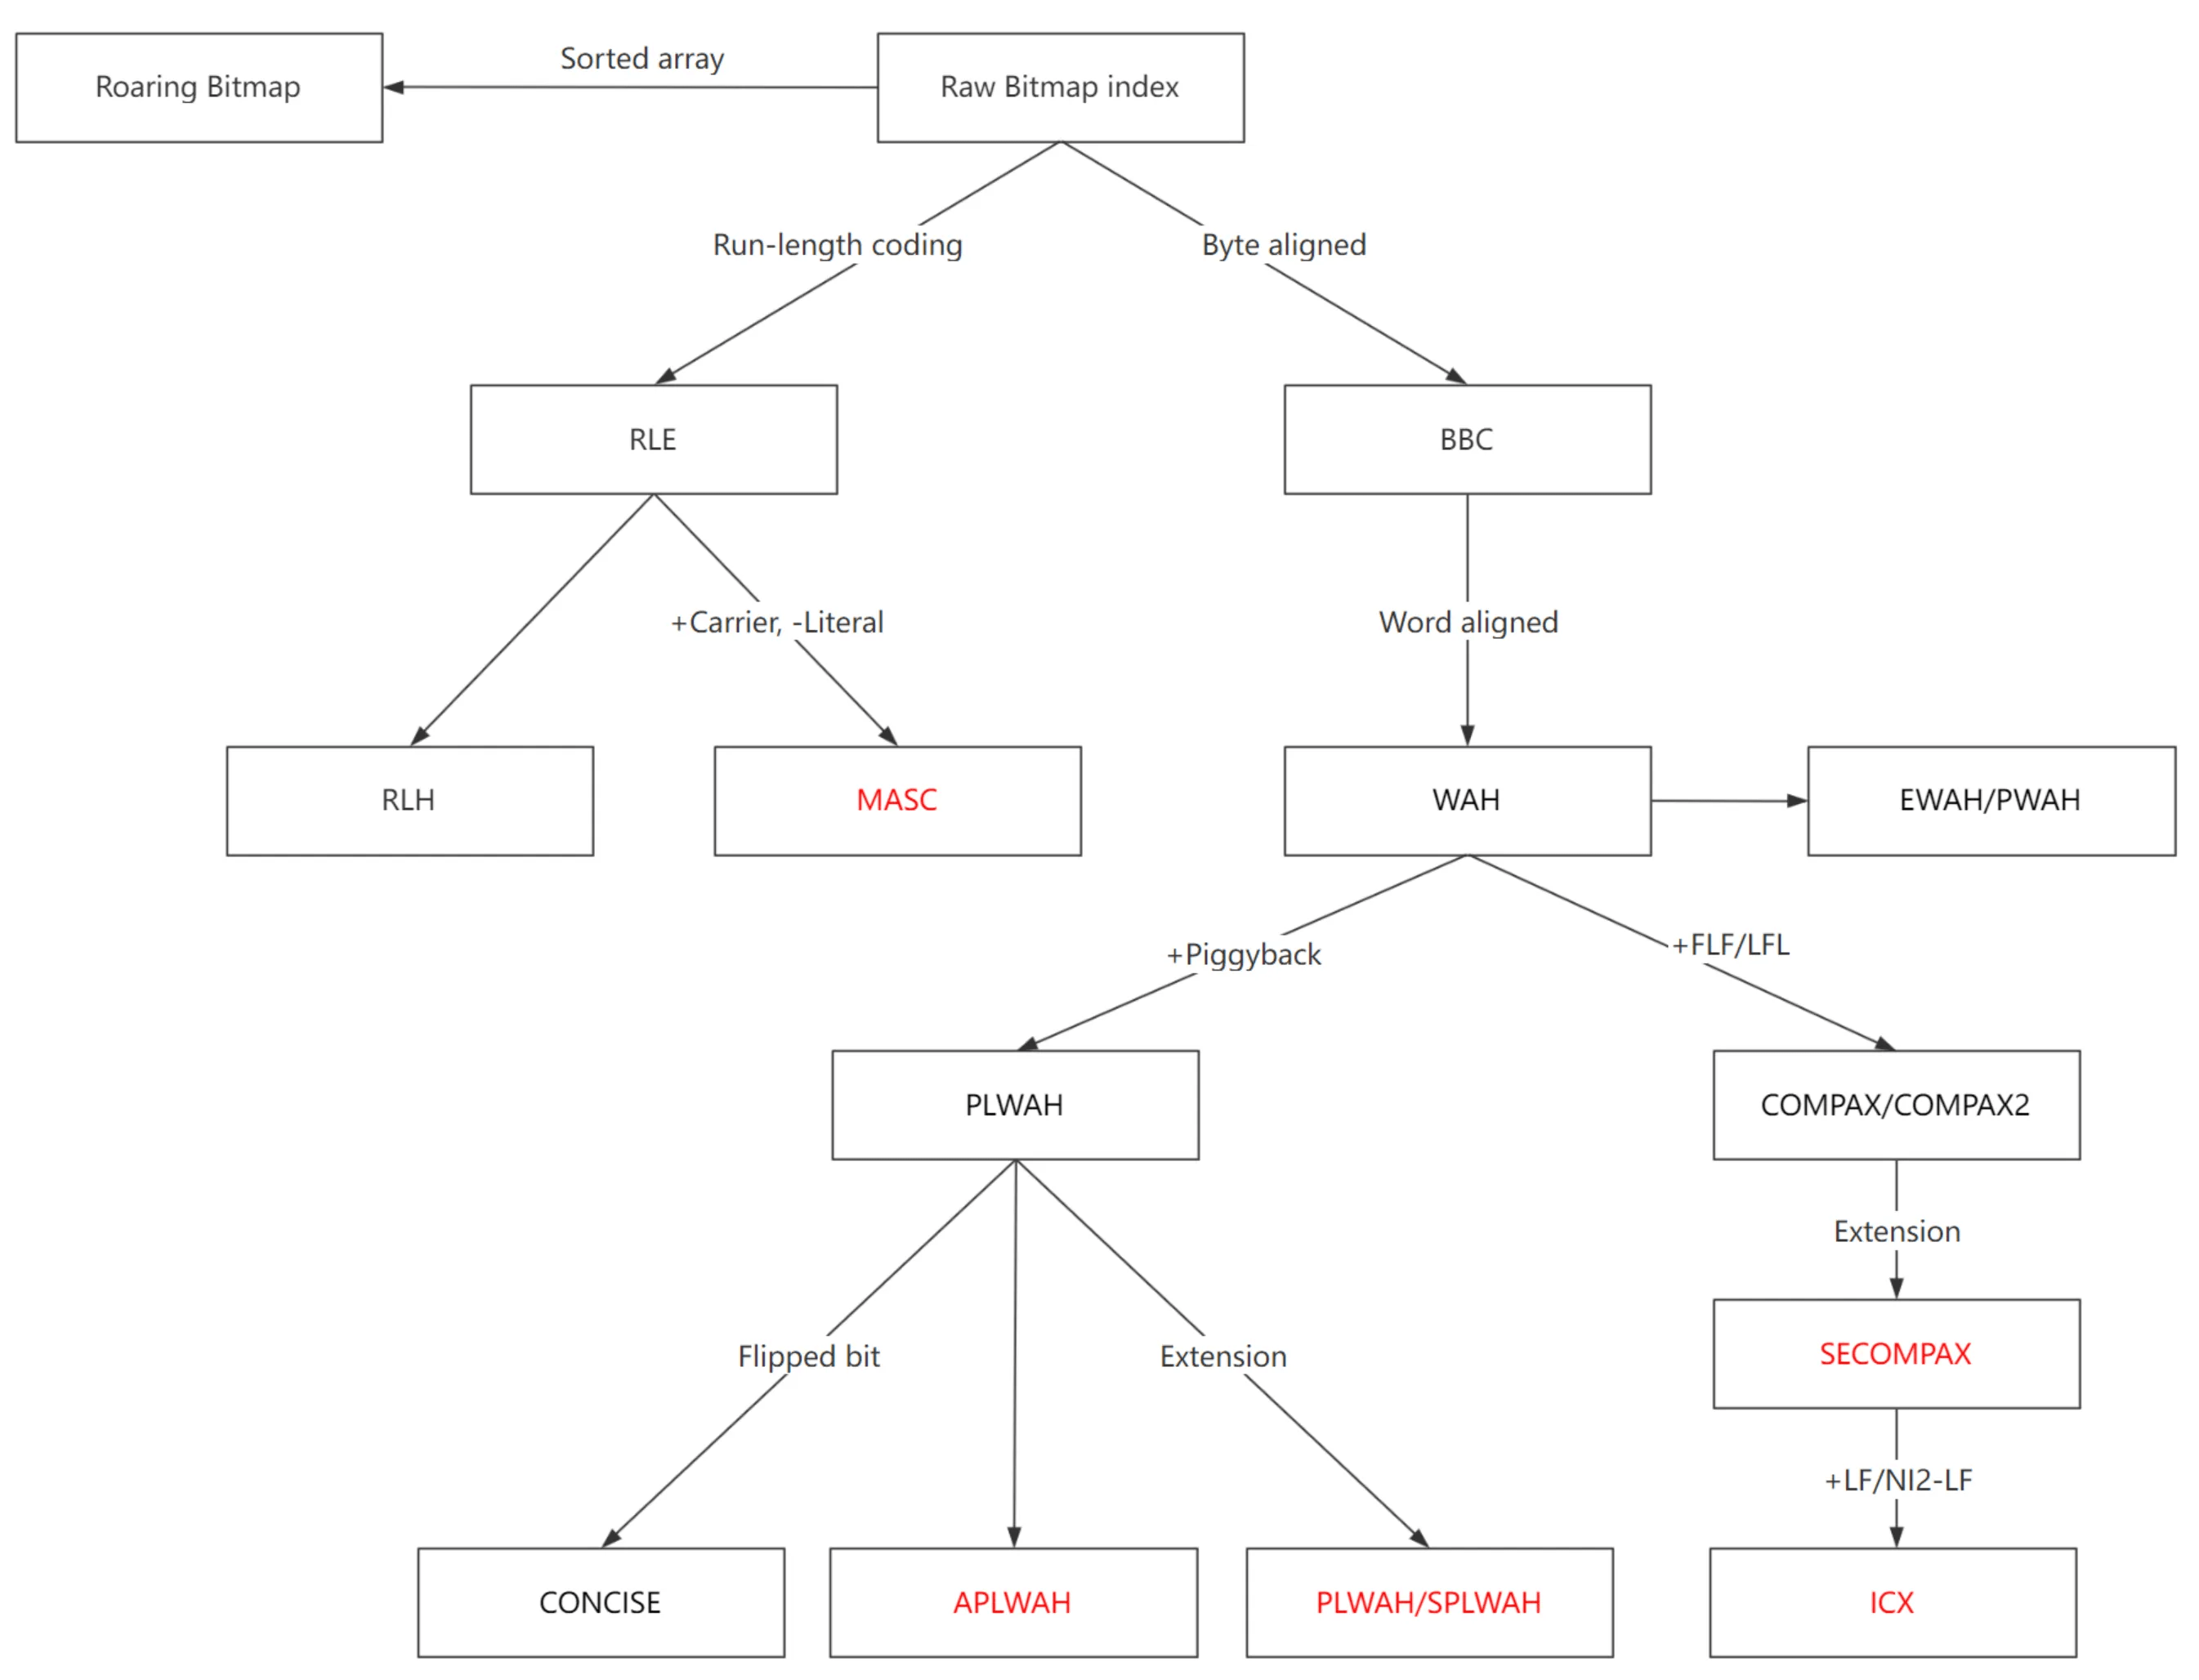 Roaring Bitmap
Sorted array
Raw Bitmap index
Run-length coding
Byte aligned
RLE
BBC
+Carrier, -Literal
Word aligned
RLH
MASC
WAH
EWAH/PWAH
+Piggyback
+FLF/LFL
PLWAH
COMPAX/COMPAX2
Extension
SECOMPAX
Flipped bit
Extension
+LF/NI2-LF
CONCISE
APLWAH
PLWAH/SPLWAH
ICX